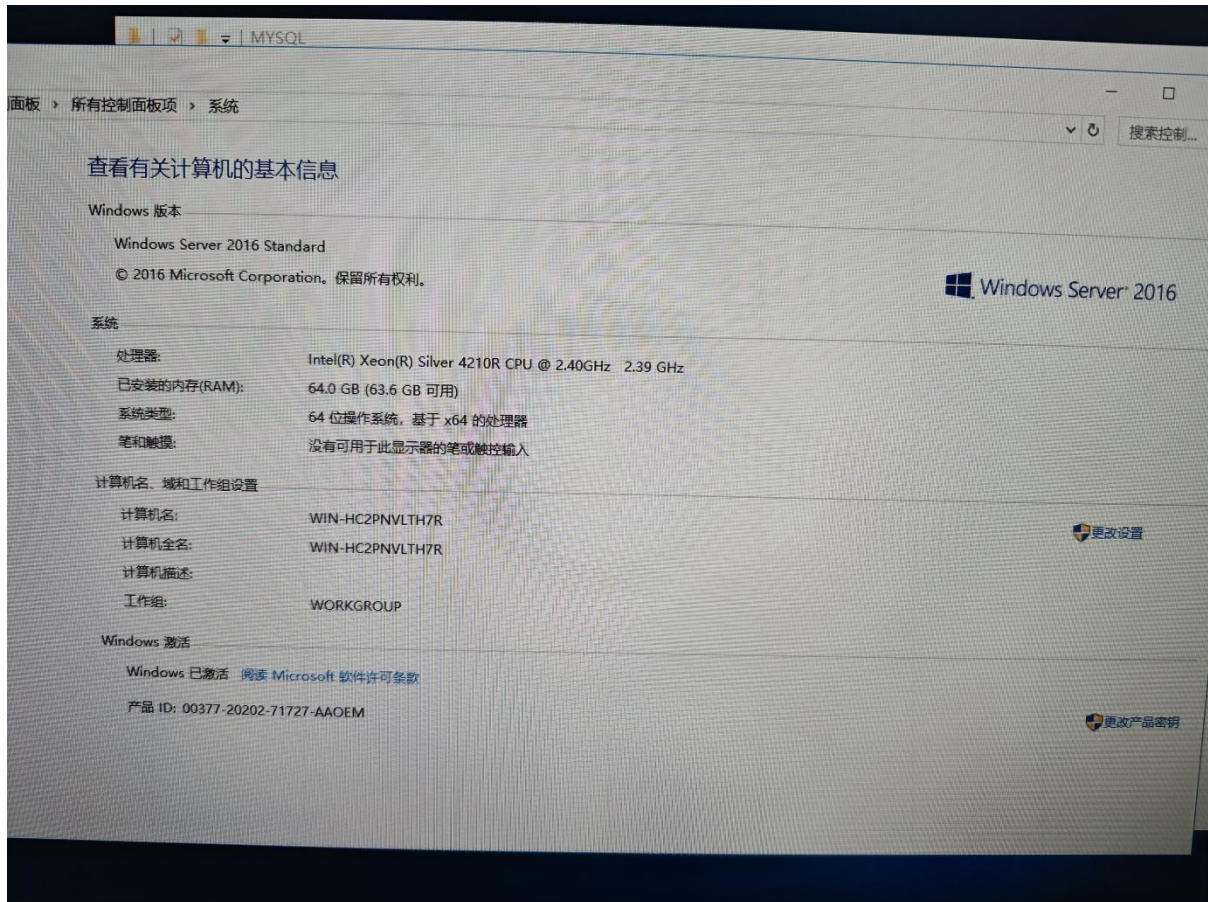 MYSQL
面板 › 所有控制面板项 › 系统
搜索控制...
查看有关计算机的基本信息
Windows 版本
Windows Server 2016 Standard
© 2016 Microsoft Corporation。保留所有权利。
Windows Server® 2016
系统
处理器: Intel(R) Xeon(R) Silver 4210R CPU @ 2.40GHz 2.39 GHz
已安装的内存(RAM): 64.0 GB (63.6 GB 可用)
系统类型: 64 位操作系统，基于 x64 的处理器
笔和触摸: 没有可用于此显示器的笔或触控输入
计算机名、域和工作组设置
计算机名: WIN-HC2PNVLTH7R
更改设置
计算机全名: WIN-HC2PNVLTH7R
计算机描述:
工作组: WORKGROUP
Windows 激活
Windows 已激活 阅读 Microsoft 软件许可条款
产品 ID: 00377-20202-71727-AAOEM
更改产品密钥